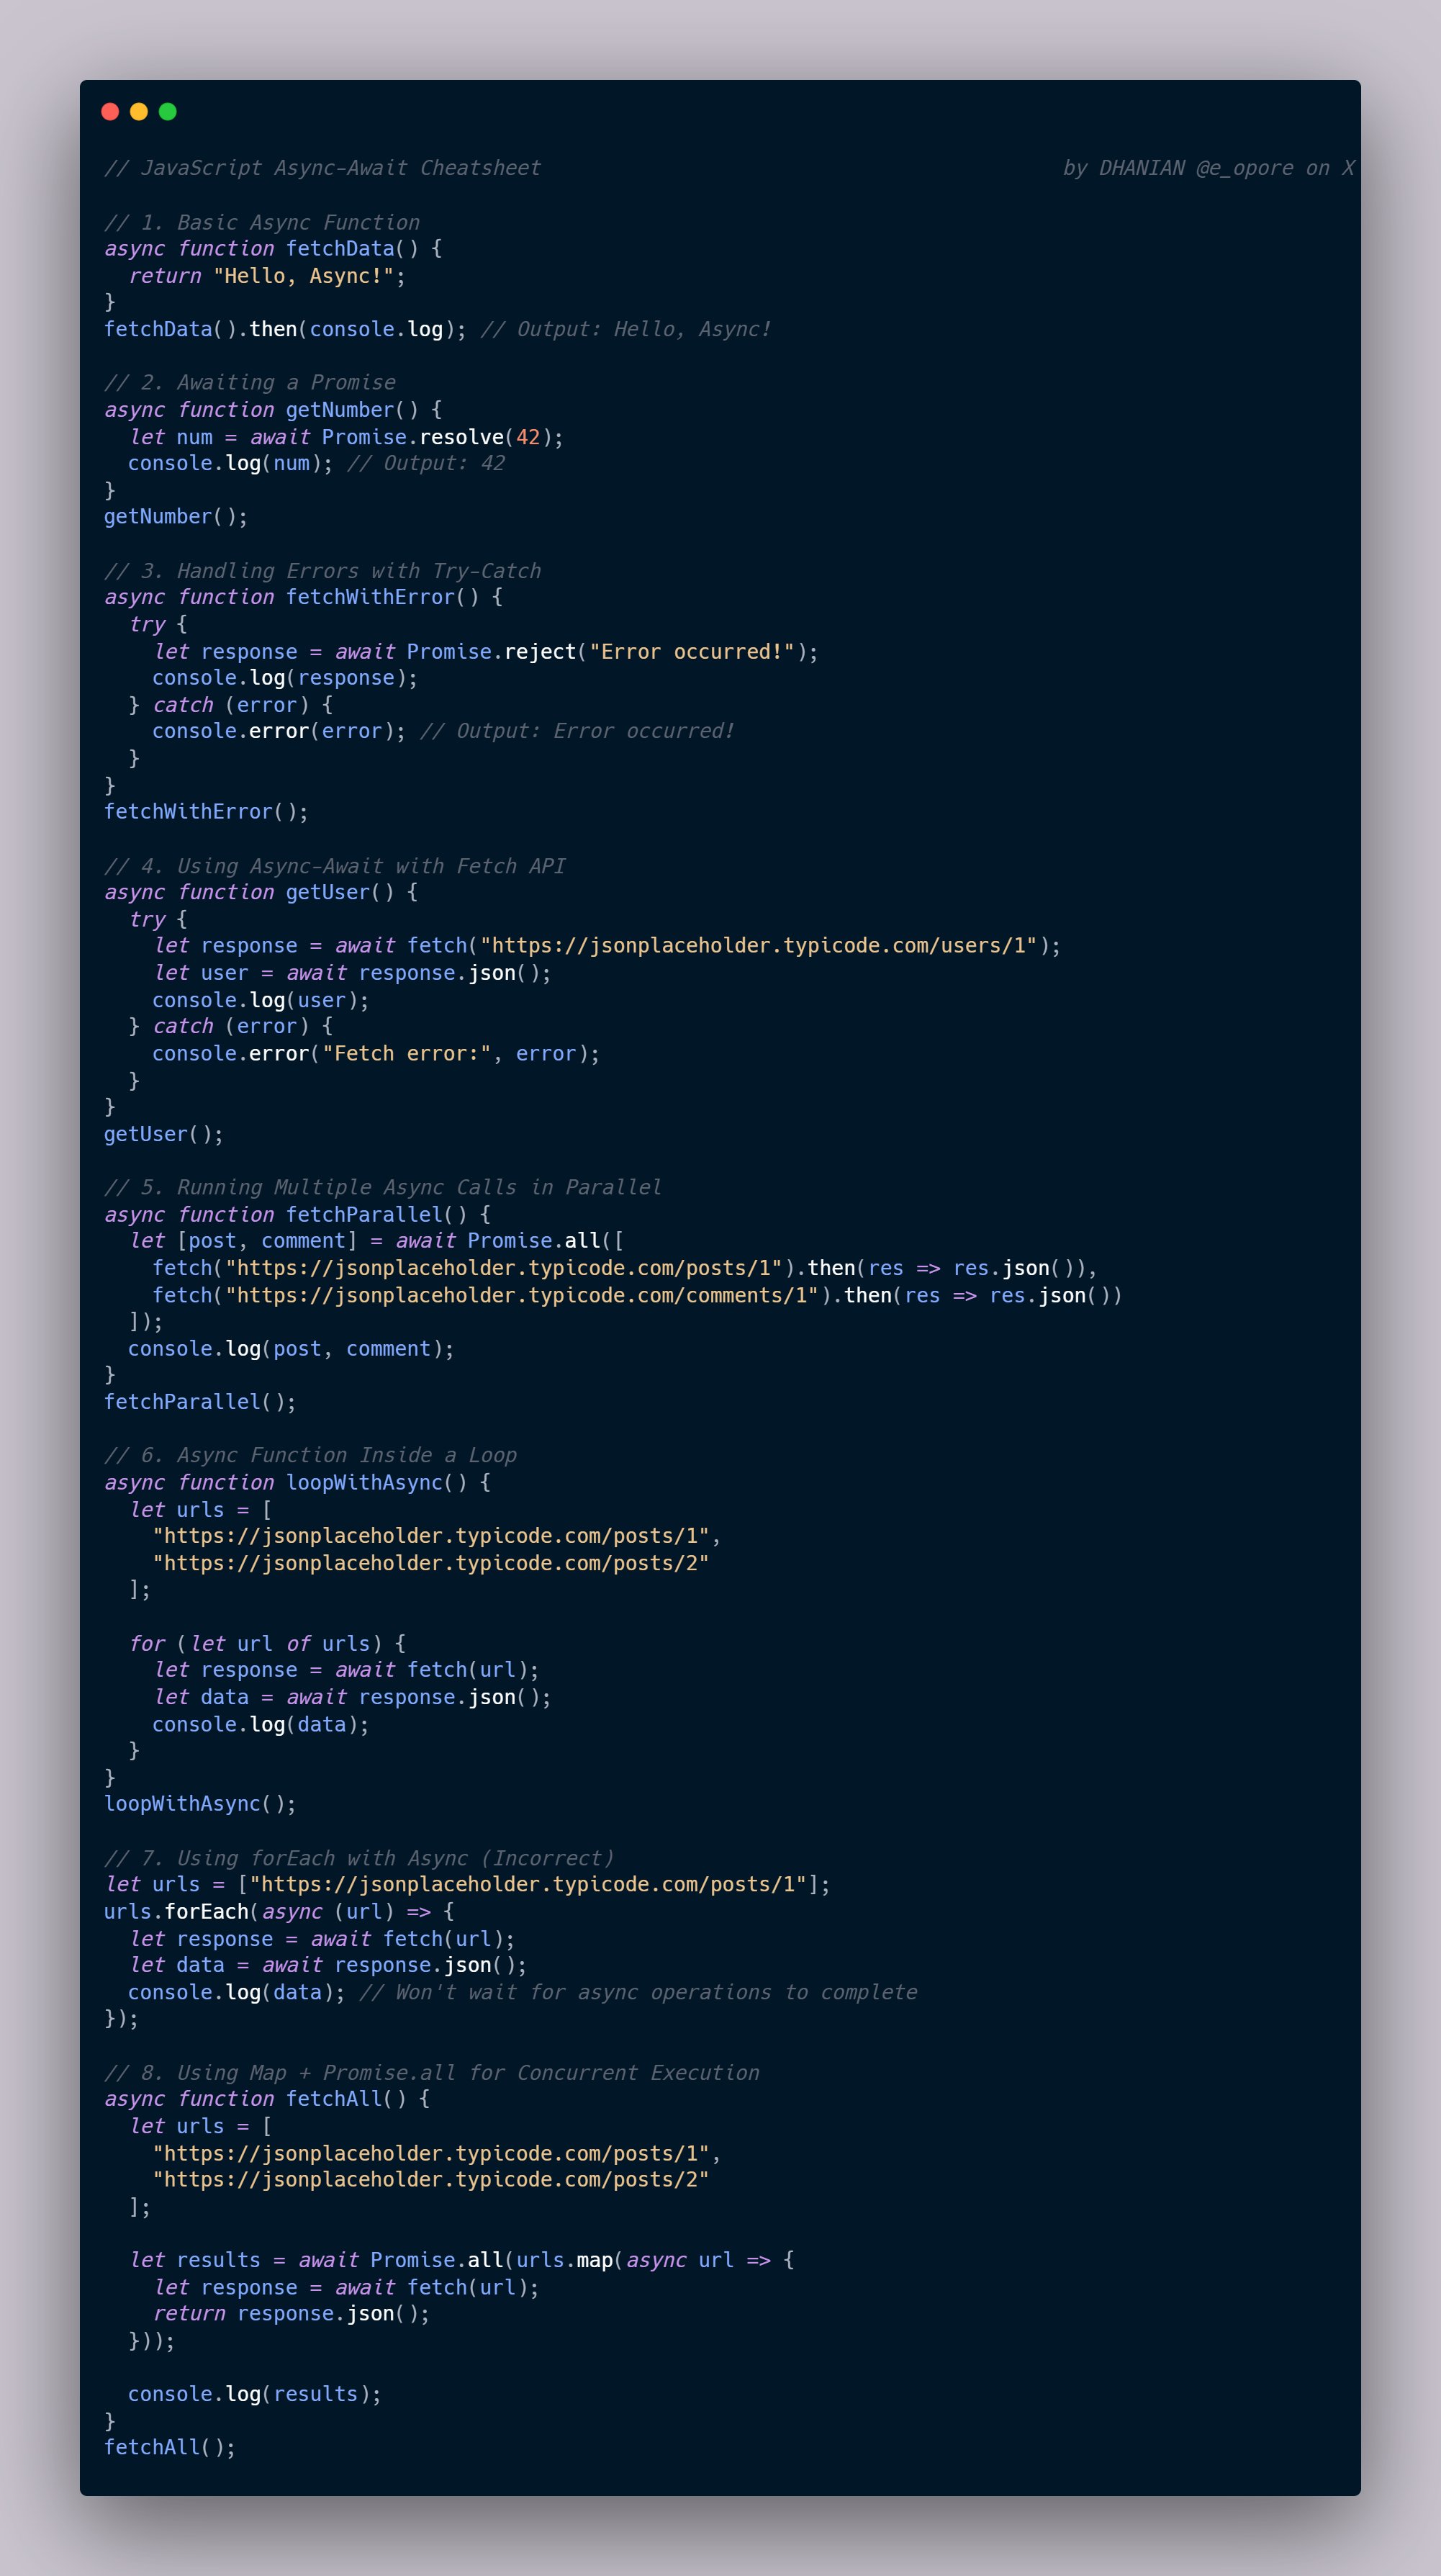 // JavaScript Async-Await Cheatsheet by DHANIAN @e_opore on X

// 1. Basic Async Function
async function fetchData() {
  return "Hello, Async!";
}
fetchData().then(console.log); // Output: Hello, Async!

// 2. Awaiting a Promise
async function getNumber() {
  let num = await Promise.resolve(42);
  console.log(num); // Output: 42
}
getNumber();

// 3. Handling Errors with Try-Catch
async function fetchWithError() {
  try {
    let response = await Promise.reject("Error occurred!");
    console.log(response);
  } catch (error) {
    console.error(error); // Output: Error occurred!
  }
}
fetchWithError();

// 4. Using Async-Await with Fetch API
async function getUser() {
  try {
    let response = await fetch("https://jsonplaceholder.typicode.com/users/1");
    let user = await response.json();
    console.log(user);
  } catch (error) {
    console.error("Fetch error:", error);
  }
}
getUser();

// 5. Running Multiple Async Calls in Parallel
async function fetchParallel() {
  let [post, comment] = await Promise.all([
    fetch("https://jsonplaceholder.typicode.com/posts/1").then(res => res.json()),
    fetch("https://jsonplaceholder.typicode.com/comments/1").then(res => res.json())
  ]);
  console.log(post, comment);
}
fetchParallel();

// 6. Async Function Inside a Loop
async function loopWithAsync() {
  let urls = [
    "https://jsonplaceholder.typicode.com/posts/1",
    "https://jsonplaceholder.typicode.com/posts/2"
  ];

  for (let url of urls) {
    let response = await fetch(url);
    let data = await response.json();
    console.log(data);
  }
}
loopWithAsync();

// 7. Using forEach with Async (Incorrect)
let urls = ["https://jsonplaceholder.typicode.com/posts/1"];
urls.forEach(async (url) => {
  let response = await fetch(url);
  let data = await response.json();
  console.log(data); // Won't wait for async operations to complete
});

// 8. Using Map + Promise.all for Concurrent Execution
async function fetchAll() {
  let urls = [
    "https://jsonplaceholder.typicode.com/posts/1",
    "https://jsonplaceholder.typicode.com/posts/2"
  ];

  let results = await Promise.all(urls.map(async url => {
    let response = await fetch(url);
    return response.json();
  }));

  console.log(results);
}
fetchAll();